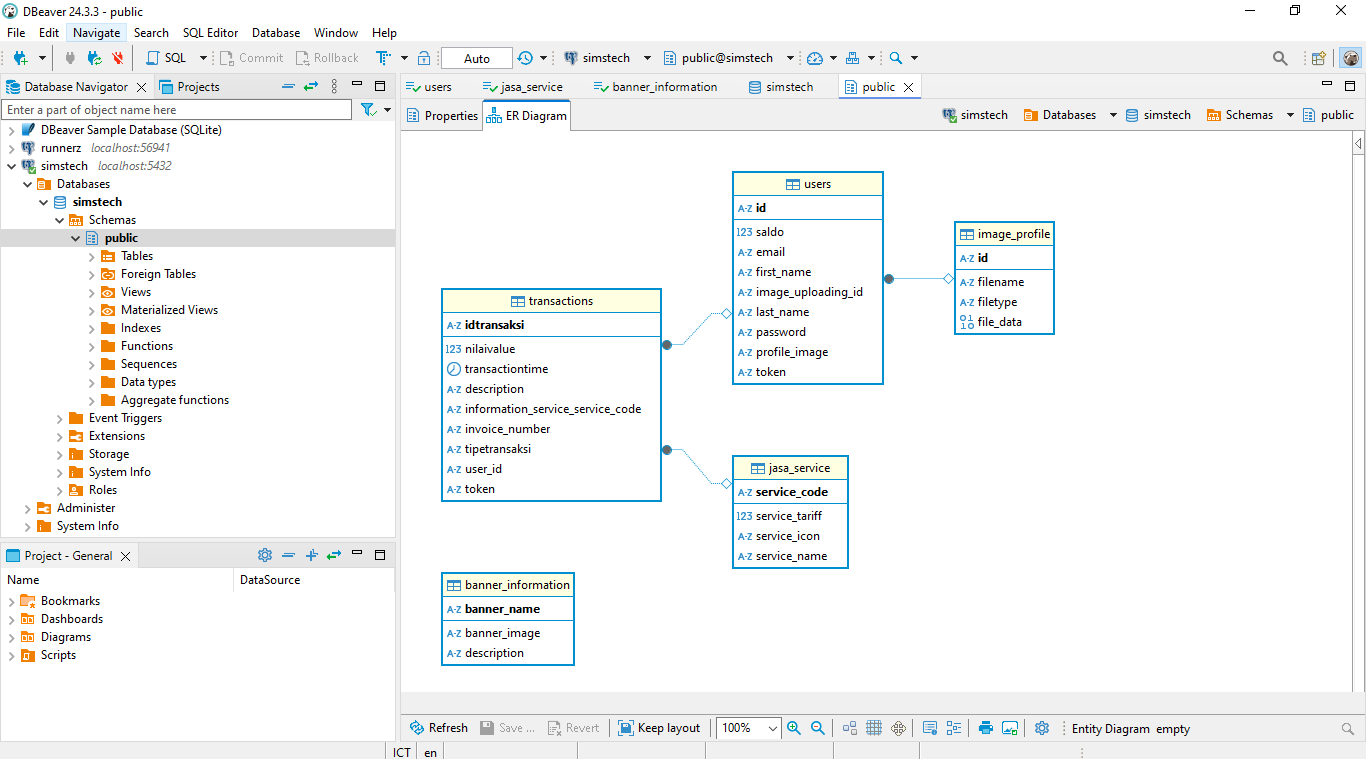 DBeaver 24.3.3 - public
File Edit Navigate Search SQL Editor Database Window Help
SQL Commit Rollback Auto simstech public@simstech
Database Navigator Projects
Enter a part of object name here
DBeaver Sample Database (SQLite)
runnerz localhost:56941
simstech localhost:5432
Databases
simstech
Schemas
public
Tables
Foreign Tables
Views
Materialized Views
Indexes
Functions
Sequences
Data types
Aggregate functions
Event Triggers
Extensions
Storage
System Info
Roles
Administer
System Info
Project - General
Name DataSource
Bookmarks
Dashboards
Diagrams
Scripts
users jasa_service banner_information simstech public
Properties ER Diagram simstech Databases simstech Schemas public
users
A-Z id
123 saldo
A-Z email
A-Z first_name
A-Z image_uploading_id
A-Z last_name
A-Z password
A-Z profile_image
A-Z token
image_profile
A-Z id
A-Z filename
A-Z filetype
file_data
transactions
A-Z idtransaksi
123 nilaivalue
transactiontime
A-Z description
A-Z information_service_service_code
A-Z invoice_number
A-Z tipetransaksi
A-Z user_id
A-Z token
jasa_service
A-Z service_code
123 service_tariff
A-Z service_icon
A-Z service_name
banner_information
A-Z banner_name
A-Z banner_image
A-Z description
Refresh Save ... Revert Keep layout 100% Entity Diagram empty
ICT en